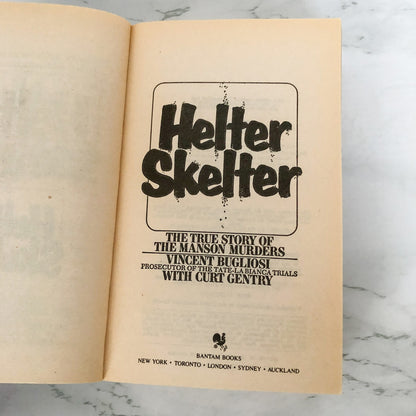 Helter
Skelter
THE TRUE STORY OF
THE MANSON MURDERS
VINCENT BUGLIOSI
PROSECUTOR OF THE TATE-LA BIANCA TRIALS
WITH CURT GENTRY
BANTAM BOOKS
NEW YORK • TORONTO • LONDON • SYDNEY • AUCKLAND